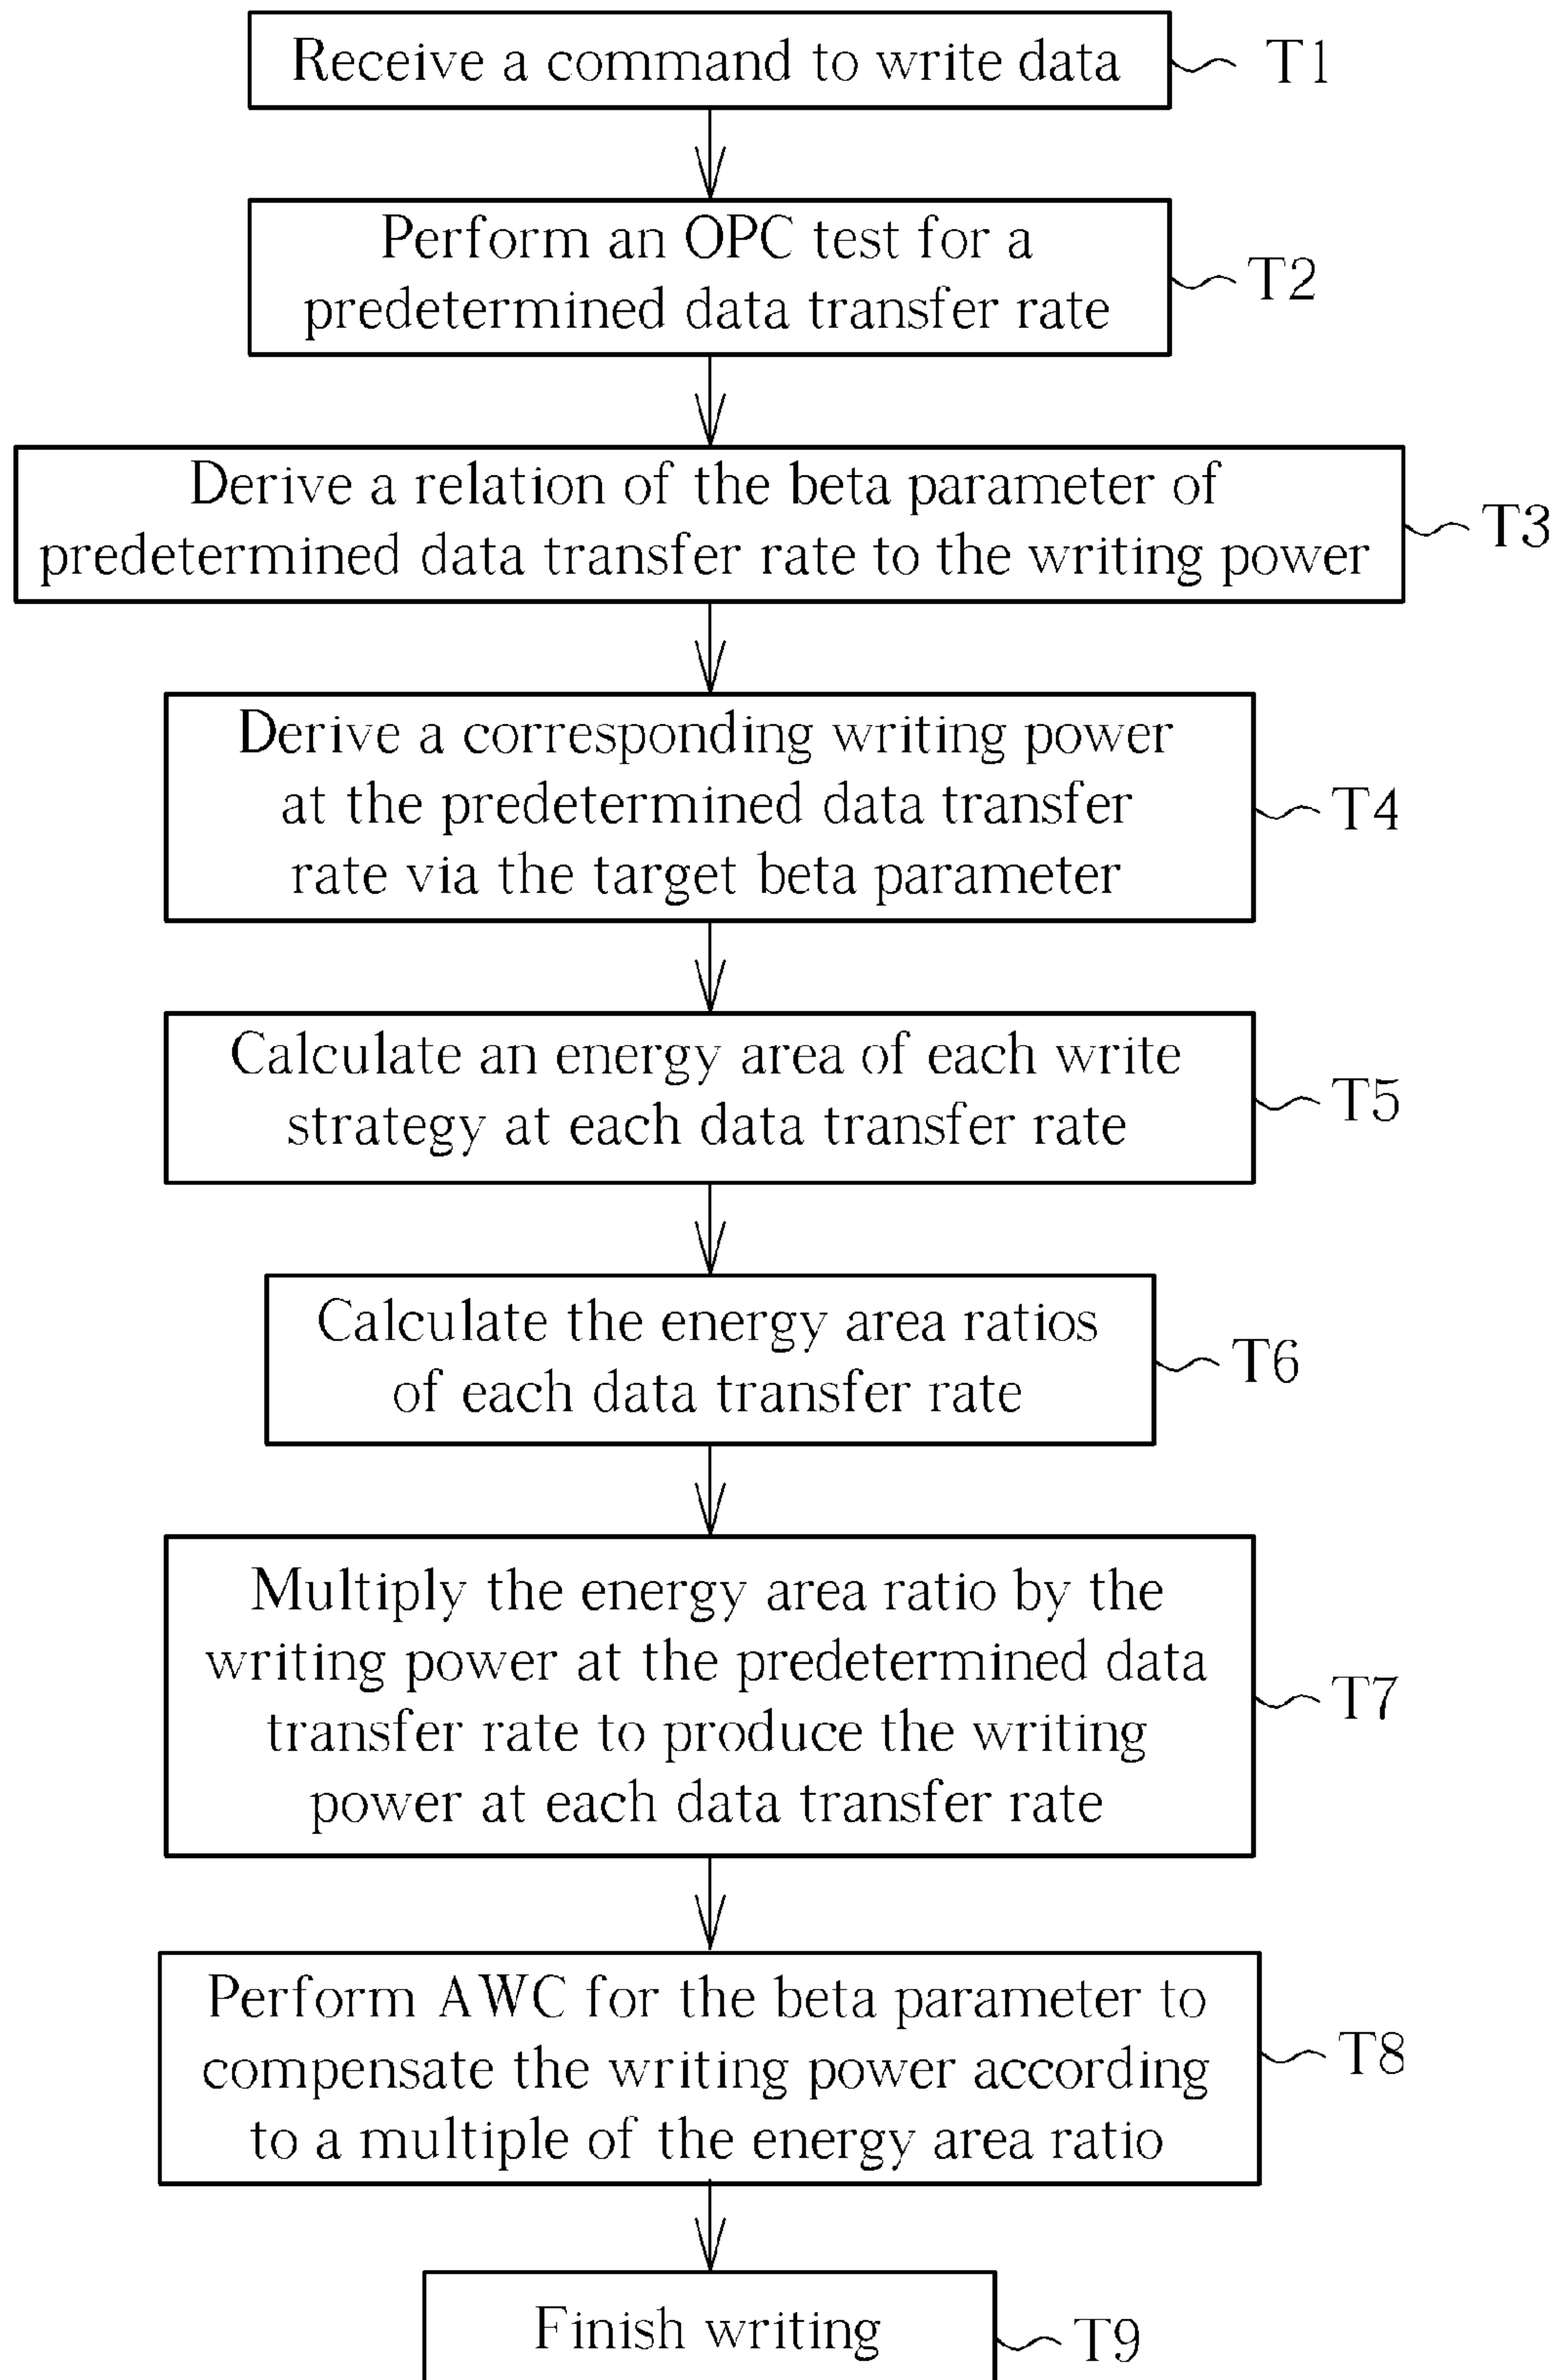 Receive a command to write data
T1
Perform an OPC test for a
predetermined data transfer rate
T2
Derive a relation of the beta parameter of
predetermined data transfer rate to the writing power
T3
Derive a corresponding writing power
at the predetermined data transfer
rate via the target beta parameter
T4
Calculate an energy area of each write
strategy at each data transfer rate
T5
Calculate the energy area ratios
of each data transfer rate
T6
Multiply the energy area ratio by the
writing power at the predetermined data
transfer rate to produce the writing
power at each data transfer rate
T7
Perform AWC for the beta parameter to
compensate the writing power according
to a multiple of the energy area ratio
T8
Finish writing
T9